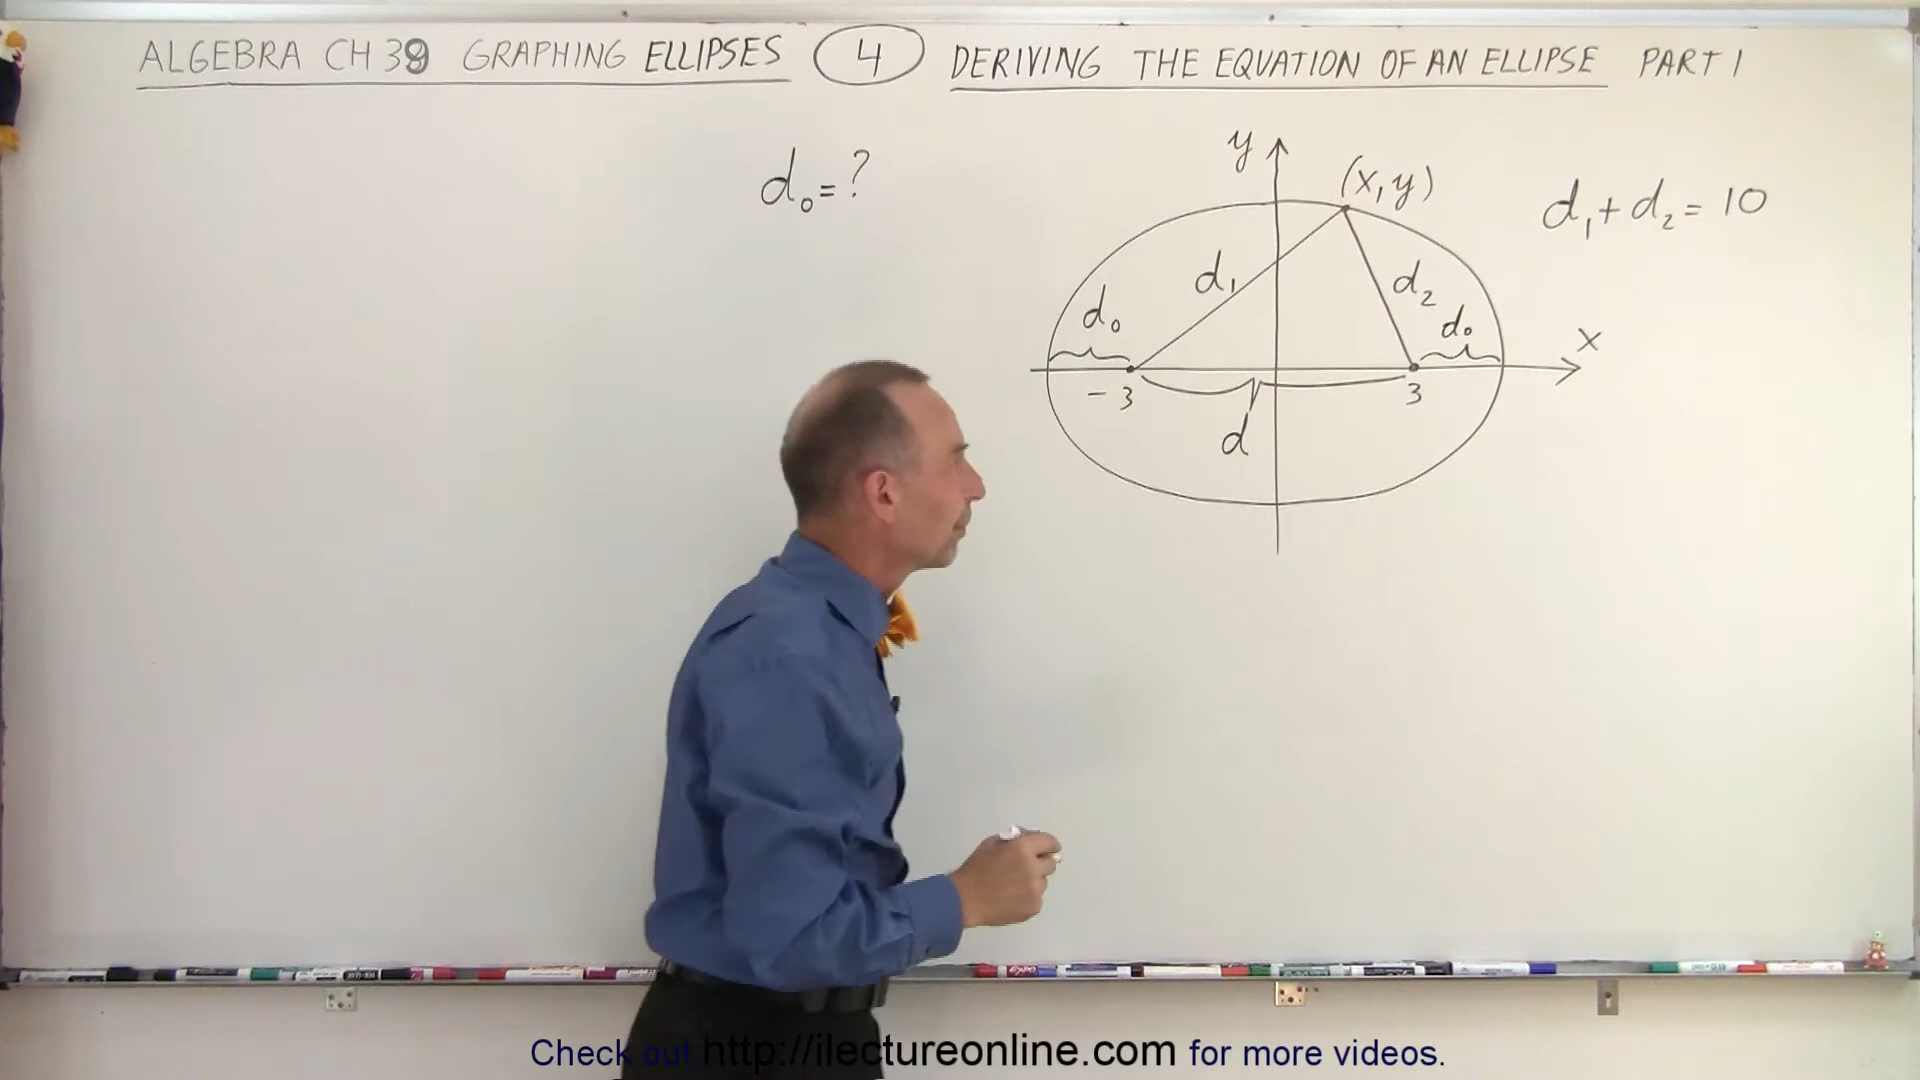 ALGEBRA CH 39 GRAPHING ELLIPSES 4 DERIVING THE EQUATION OF AN ELLIPSE PART 1
d₀=?
y
(x,y)
d₁+d₂=10
d₁
d₂
d₀
d₀
x
-3
3
d
Check out http://ilectureonline.com for more videos.